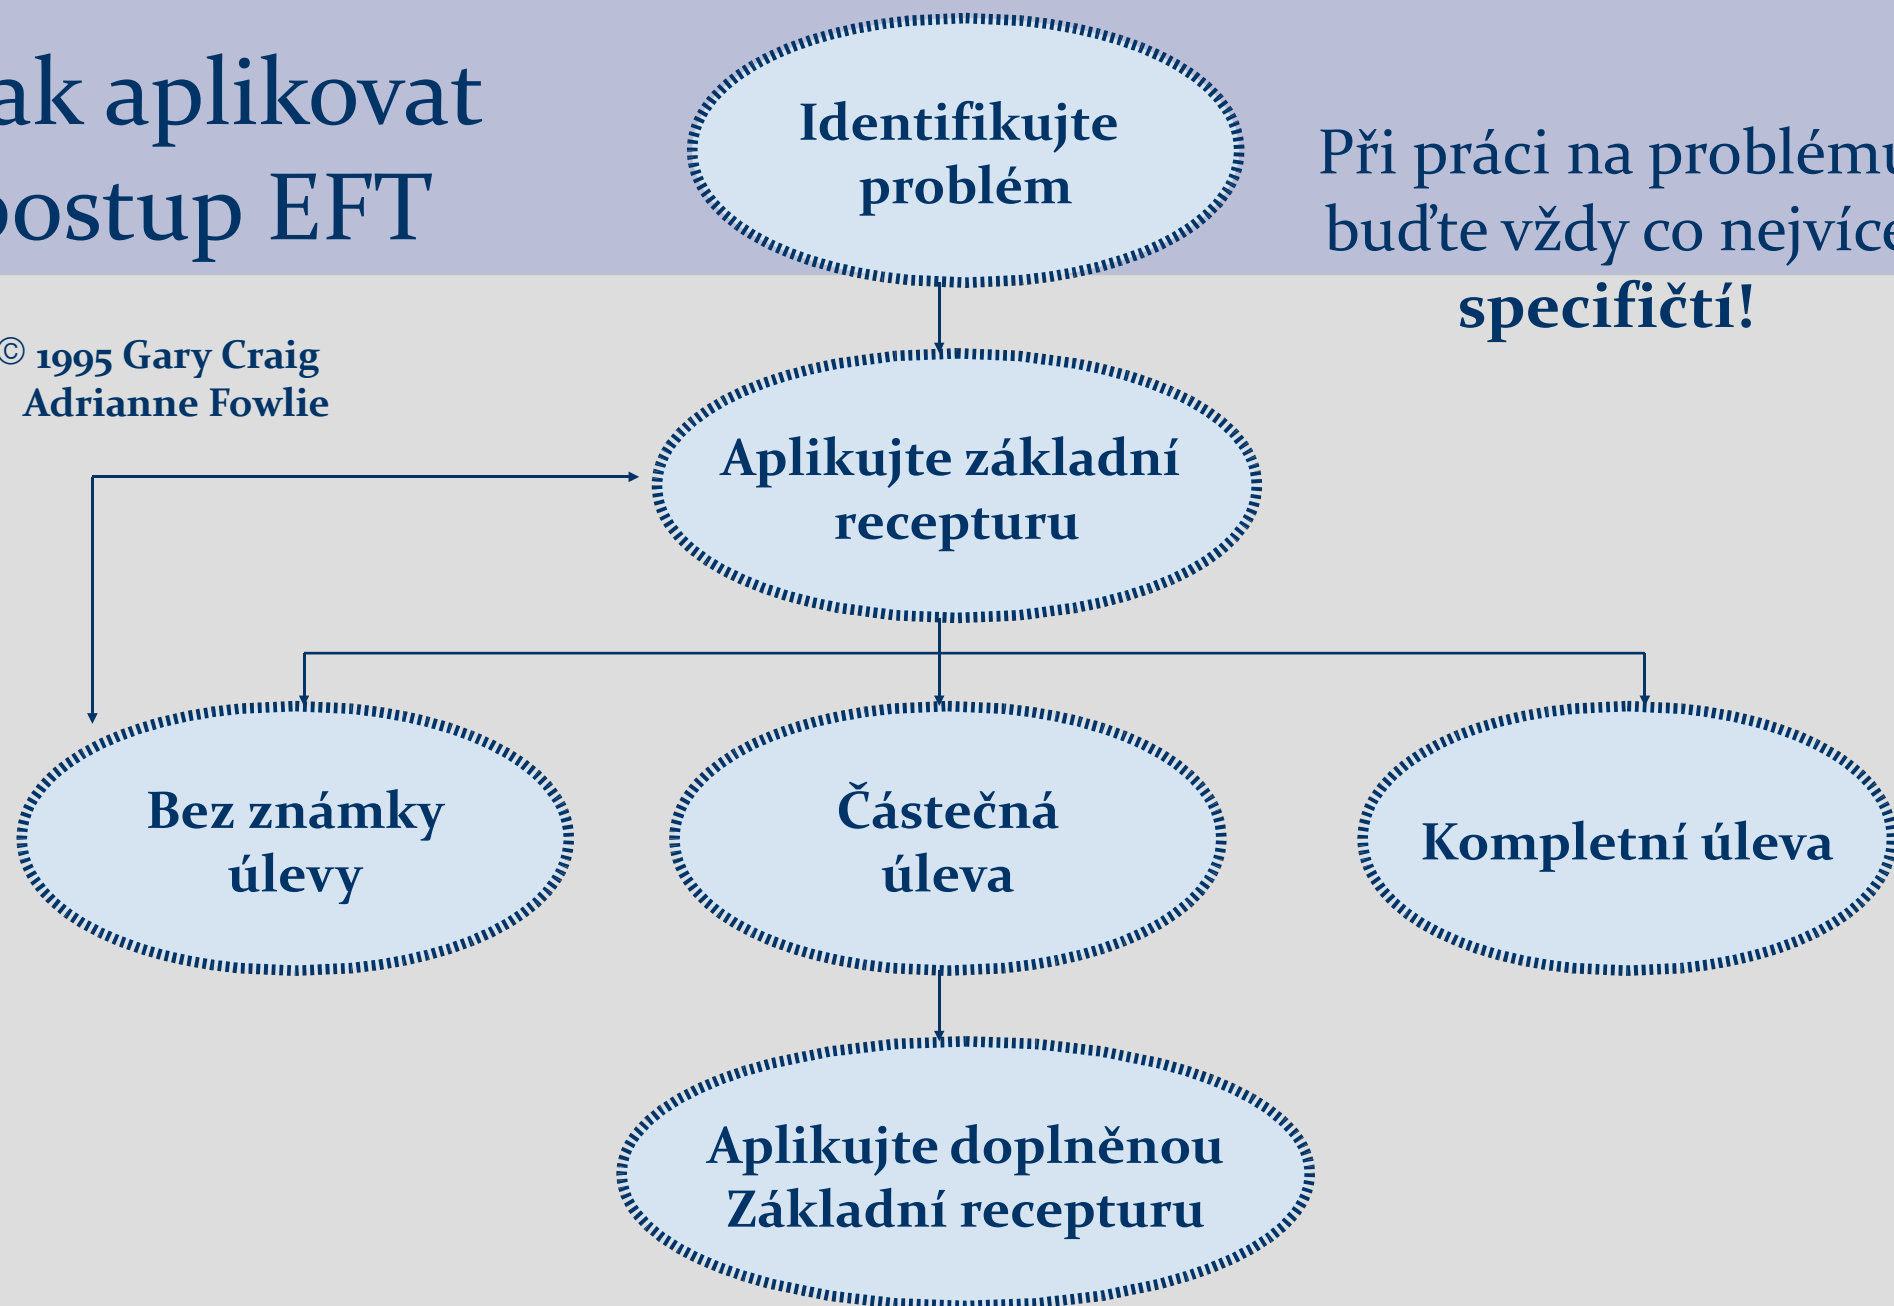 ak aplikovat
postup EFT
Identifikujte
problém
Při práci na problému
buďte vždy co nejvíce
specifičtí!
© 1995 Gary Craig
Adrianne Fowlie
Aplikujte základní
recepturu
Bez známky
úlevy
Částečná
úleva
Kompletní úleva
Aplikujte doplněnou
Základní recepturu